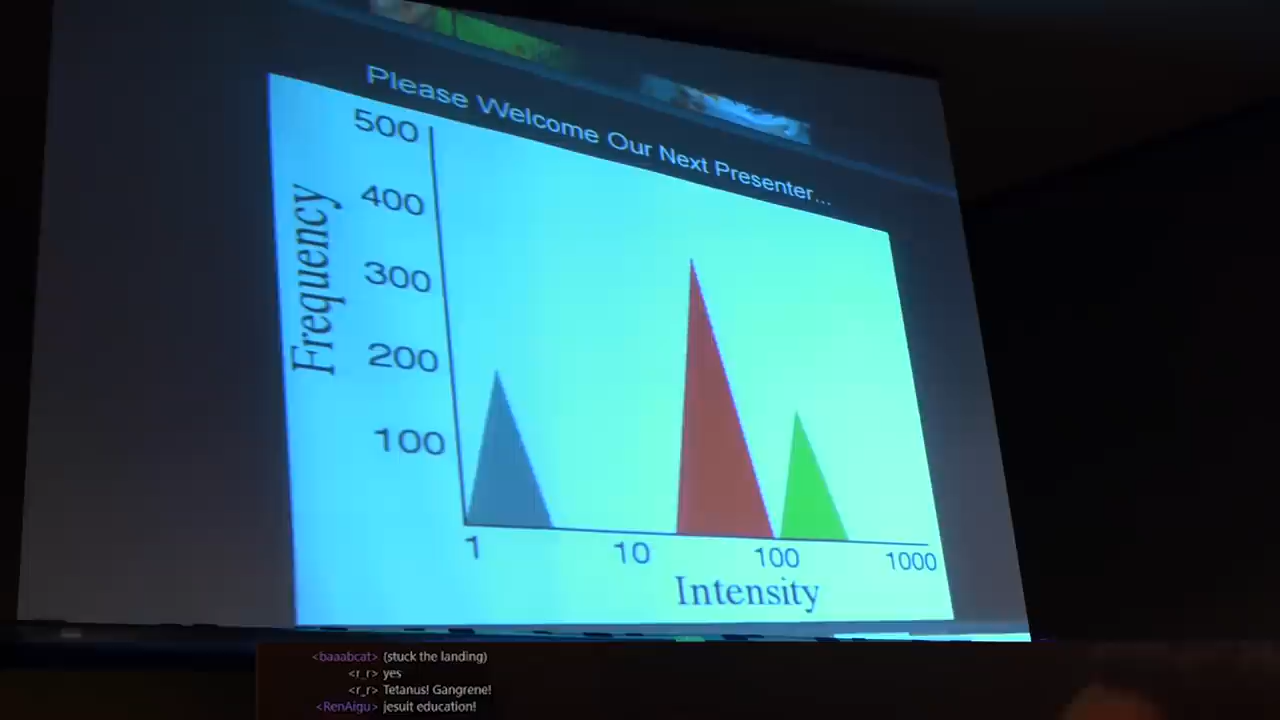 Please Welcome Our Next Presenter...
500
400
300
200
100
Frequency
1 10 100 1000
Intensity
<baaabcat> (stuck the landing)
<r_r> yes
<r_r> Tetanus! Gangrene!
<RenAigu> jesuit education!